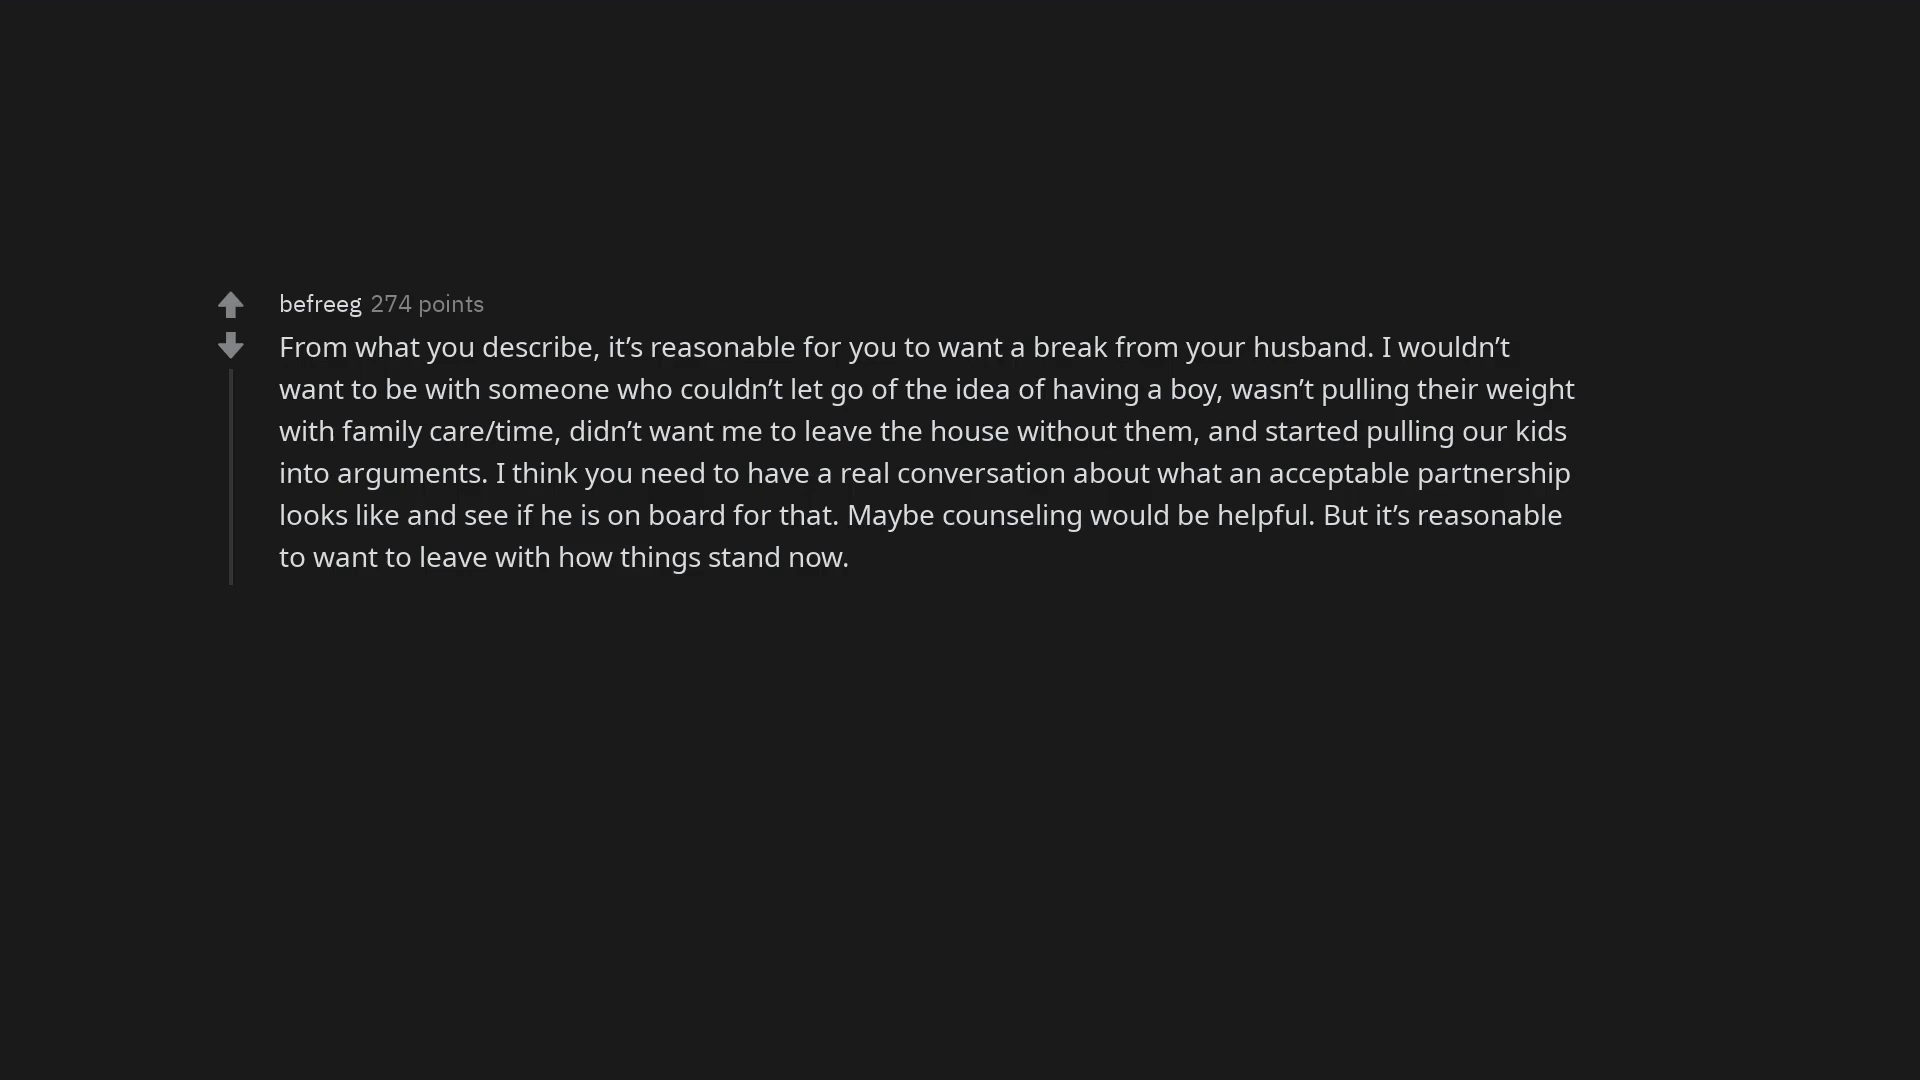 befreeg 274 points
From what you describe, it’s reasonable for you to want a break from your husband. I wouldn’t
want to be with someone who couldn’t let go of the idea of having a boy, wasn’t pulling their weight
with family care/time, didn’t want me to leave the house without them, and started pulling our kids
into arguments. I think you need to have a real conversation about what an acceptable partnership
looks like and see if he is on board for that. Maybe counseling would be helpful. But it’s reasonable
to want to leave with how things stand now.